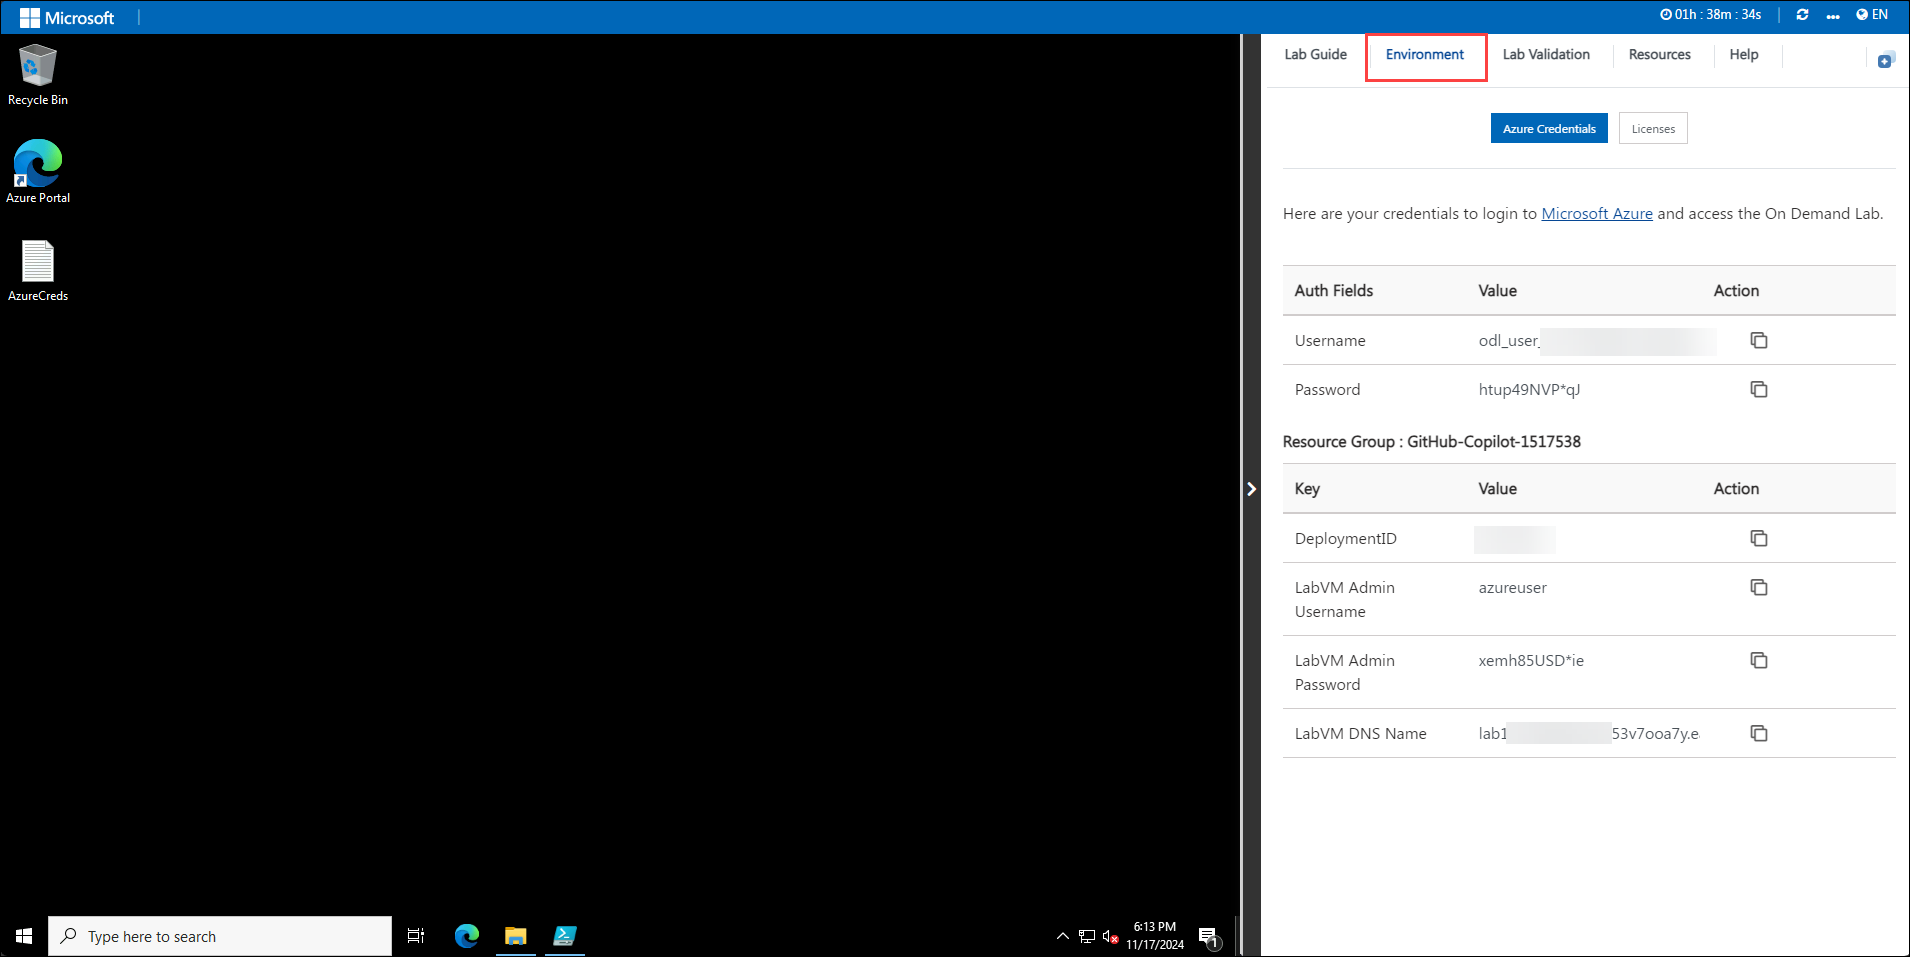 Microsoft
01h : 38m : 34s
EN
Recycle Bin
Azure Portal
AzureCreds
Lab Guide
Environment
Lab Validation
Resources
Help
Azure Credentials
Licenses
Here are your credentials to login to Microsoft Azure and access the On Demand Lab.
Auth Fields Value Action
Username odl_user_
Password htup49NVP*qJ
Resource Group : GitHub-Copilot-1517538
Key Value Action
DeploymentID
LabVM Admin
Username
azureuser
LabVM Admin
Password
xemh85USD*ie
LabVM DNS Name lab1 53v7ooa7y.e
Type here to search
6:13 PM
11/17/2024
1